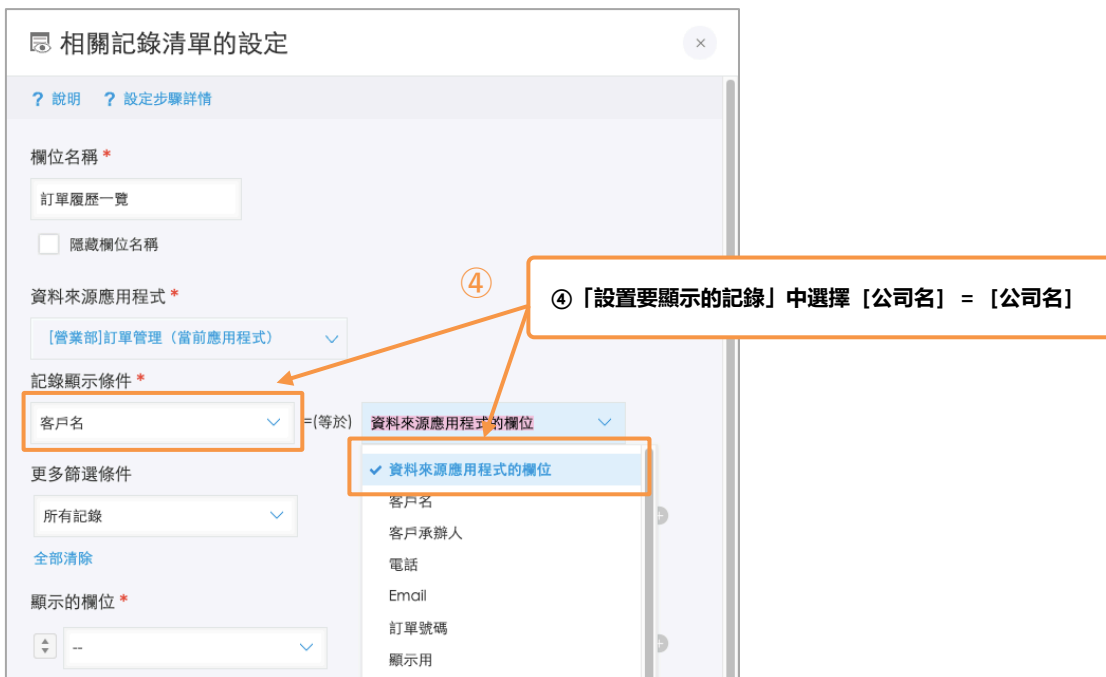 相關記錄清單的設定
×
? 說明 ? 設定步驟詳情
欄位名稱 *
訂單履歷一覽
隱藏欄位名稱
④
④「設置要顯示的記錄」中選擇 [公司名] = [公司名]
資料來源應用程式 *
[營業部]訂單管理（當前應用程式）
記錄顯示條件 *
客戶名 =(等於) 資料來源應用程式的欄位
更多篩選條件
✓ 資料來源應用程式的欄位
所有記錄
客戶名
客戶承辦人
全部清除
電話
Email
顯示的欄位 *
訂單號碼
--
顯示用